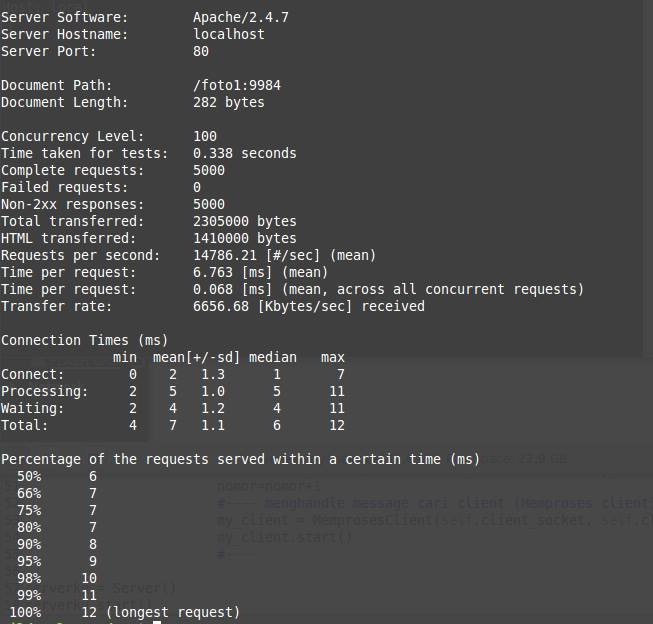 Server Software:        Apache/2.4.7
Server Hostname:        localhost
Server Port:            80

Document Path:          /foto1:9984
Document Length:        282 bytes

Concurrency Level:      100
Time taken for tests:   0.338 seconds
Complete requests:      5000
Failed requests:        0
Non-2xx responses:      5000
Total transferred:      2305000 bytes
HTML transferred:       1410000 bytes
Requests per second:    14786.21 [#/sec] (mean)
Time per request:       6.763 [ms] (mean)
Time per request:       0.068 [ms] (mean, across all concurrent requests)
Transfer rate:          6656.68 [Kbytes/sec] received

Connection Times (ms)
              min  mean[+/-sd] median   max
Connect:        0    2   1.3      1       7
Processing:     2    5   1.0      5      11
Waiting:        2    4   1.2      4      11
Total:          4    7   1.1      6      12

Percentage of the requests served within a certain time (ms)
  50%      6
  66%      7
  75%      7
  80%      7
  90%      8
  95%      9
  98%     10
  99%     11
 100%     12 (longest request)
nomor=nomor+1
#---- menghandle message cari client (Memproses client
my_client = MemprosesClient(self.client_socket, self.c
my_client.start()
#----